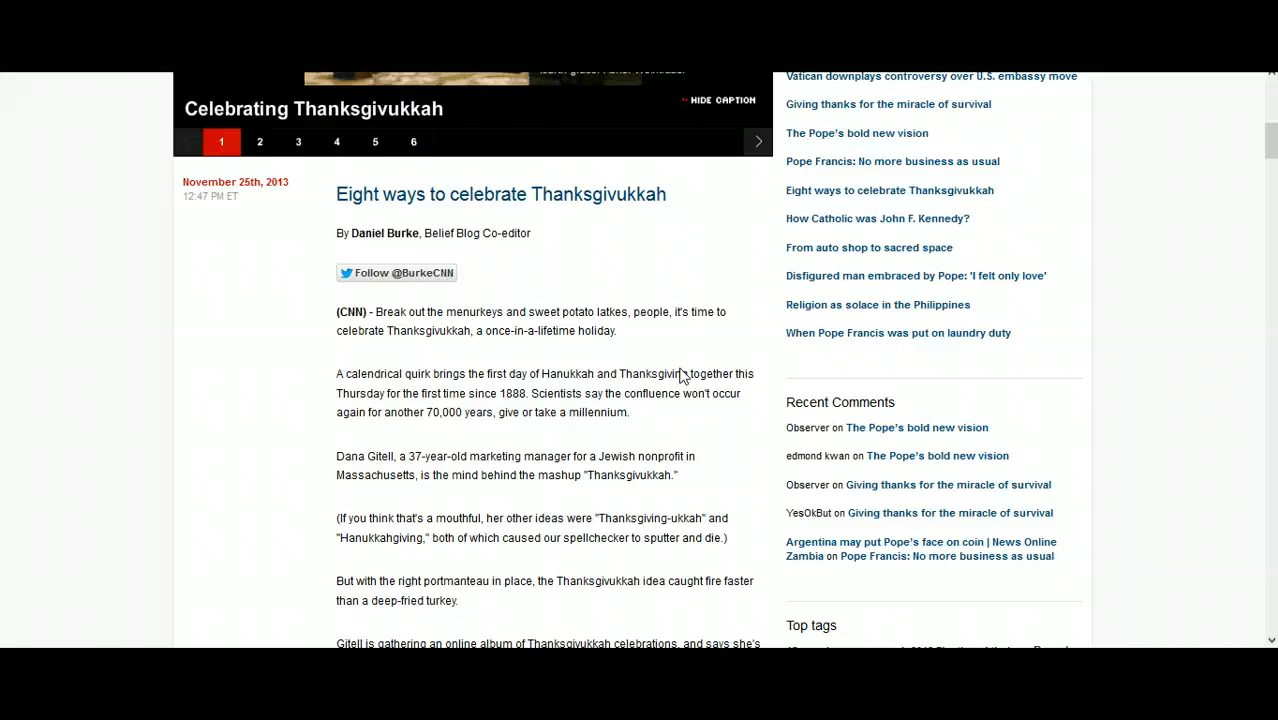 Celebrating Thanksgivukkah
HIDE CAPTION
1 2 3 4 5 6
November 25th, 2013
12:47 PM ET
Eight ways to celebrate Thanksgivukkah
By Daniel Burke, Belief Blog Co-editor
Follow @BurkeCNN
(CNN) - Break out the menurkeys and sweet potato latkes, people, it's time to
celebrate Thanksgivukkah, a once-in-a-lifetime holiday.
A calendrical quirk brings the first day of Hanukkah and Thanksgiving together this
Thursday for the first time since 1888. Scientists say the confluence won't occur
again for another 70,000 years, give or take a millennium.
Dana Gitell, a 37-year-old marketing manager for a Jewish nonprofit in
Massachusetts, is the mind behind the mashup "Thanksgivukkah."
(If you think that's a mouthful, her other ideas were "Thanksgiving-ukkah" and
"Hanukkahgiving," both of which caused our spellchecker to sputter and die.)
But with the right portmanteau in place, the Thanksgivukkah idea caught fire faster
than a deep-fried turkey.
Gitell is gathering an online album of Thanksgivukkah celebrations, and says she's
Vatican downplays controversy over U.S. embassy move
Giving thanks for the miracle of survival
The Pope's bold new vision
Pope Francis: No more business as usual
Eight ways to celebrate Thanksgivukkah
How Catholic was John F. Kennedy?
From auto shop to sacred space
Disfigured man embraced by Pope: 'I felt only love'
Religion as solace in the Philippines
When Pope Francis was put on laundry duty
Recent Comments
Observer on The Pope's bold new vision
edmond kwan on The Pope's bold new vision
Observer on Giving thanks for the miracle of survival
YesOkBut on Giving thanks for the miracle of survival
Argentina may put Pope's face on coin | News Online
Zambia on Pope Francis: No more business as usual
Top tags